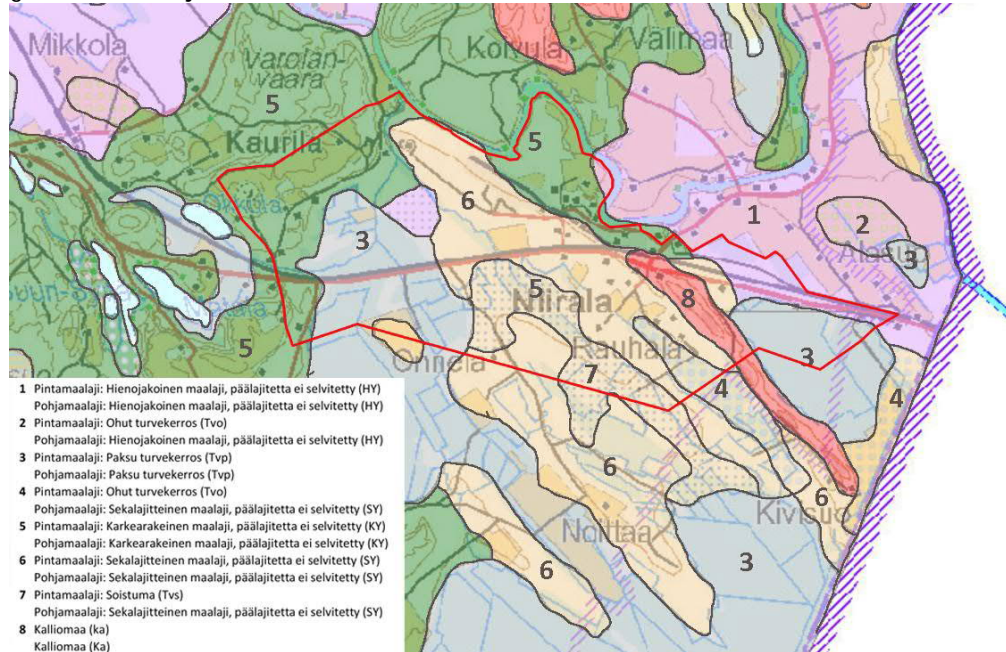 Mikkola
Koivula
Välimaa
Varolan-
vaara
5
Kaurila
5
6
1
2
3
3
8
5
Niirala
Rauhala
3
Onnela
7
4
4
5
6
6
Kivisuo
Noittaa
3
6
1 Pintamaalaji: Hienojakoinen maalaji, päälajitetta ei selvitetty (HY)
Pohjamaalaji: Hienojakoinen maalaji, päälajitetta ei selvitetty (HY)
2 Pintamaalaji: Ohut turvekerros (Tvo)
Pohjamaalaji: Hienojakoinen maalaji, päälajitetta ei selvitetty (HY)
3 Pintamaalaji: Paksu turvekerros (Tvp)
Pohjamaalaji: Paksu turvekerros (Tvp)
4 Pintamaalaji: Ohut turvekerros (Tvo)
Pohjamaalaji: Sekalajitteinen maalaji, päälajitetta ei selvitetty (SY)
5 Pintamaalaji: Karkearakeinen maalaji, päälajitetta ei selvitetty (KY)
Pohjamaalaji: Karkearakeinen maalaji, päälajitetta ei selvitetty (KY)
6 Pintamaalaji: Sekalajitteinen maalaji, päälajitetta ei selvitetty (SY)
Pohjamaalaji: Sekalajitteinen maalaji, päälajitetta ei selvitetty (SY)
7 Pintamaalaji: Soistuma (Tvs)
Pohjamaalaji: Sekalajitteinen maalaji, päälajitetta ei selvitetty (SY)
8 Kalliomaa (ka)
Kalliomaa (Ka)